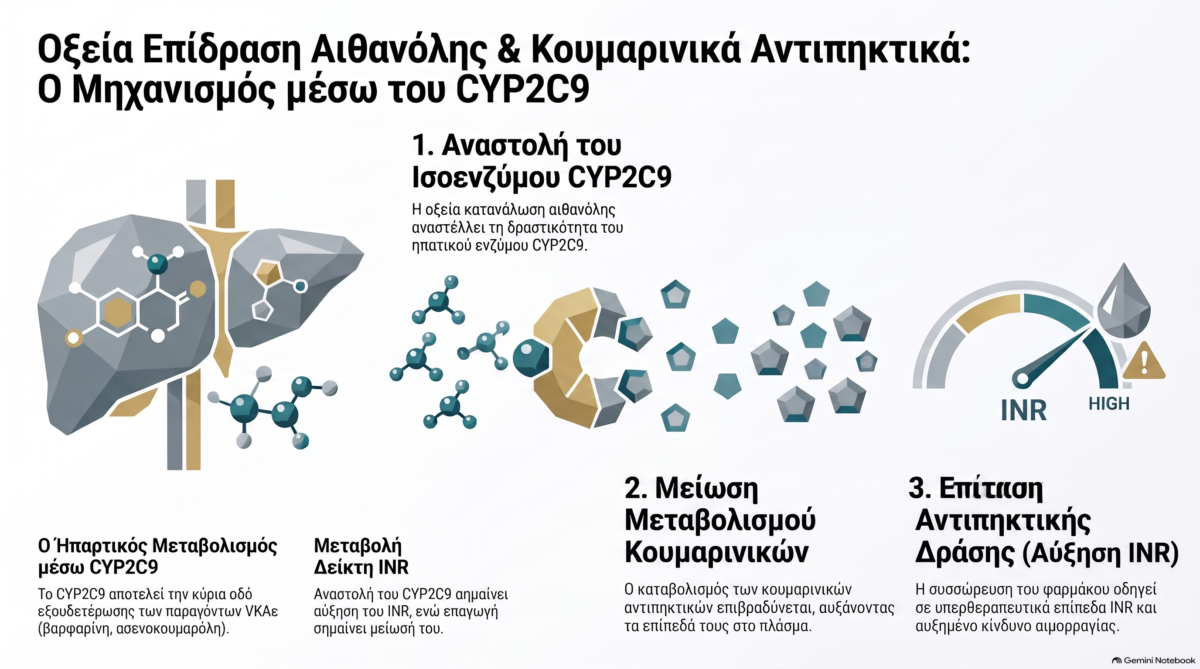 Οξεία Επίδραση Αιθανόλης & Κουμαρινικά Αντιπηκτικά:
Ο Μηχανισμός μέσω του CYP2C9
1. Αναστολή του
Ισοενζύμου CYP2C9
Η οξεία κατανάλωση αιθανόλης
αναστέλλει τη δραστικότητα του
ηπατικού ενζύμου CYP2C9.
INR
HIGH
Ο Ήπαρτικός Μεταβολισμός
μέσω CYP2C9
Το CYP2C9 αποτελεί την κύρια οδό
εξουδετέρωσης των παραγόντων VKAε
(βαρφαρίνη, ασενοκουμαρόλη).
Μεταβολή
Δείκτη INR
Αναστολή του CYP2C9 αημαίνει
αύξηση του INR, ενώ επαγωγή
σημαίνει μείωσή του.
2. Μείωση
Μεταβολισμού
Κουμαρινικών
Ο καταβολισμός των κουμαρινικών
αντιπηκτικών επιβραδύνεται, αυξάνοντας
τα επίπεδά τους στο πλάσμα.
3. Επίταση
Αντιπηκτικής
Δράσης (Αύξηση INR)
Η συσσώρευση του φαρμάκου οδηγεί
σε υπερθεραπευτικά επίπεδα INR και
αυξημένο κίνδυνο αιμορραγίας.
Gemini Notebook